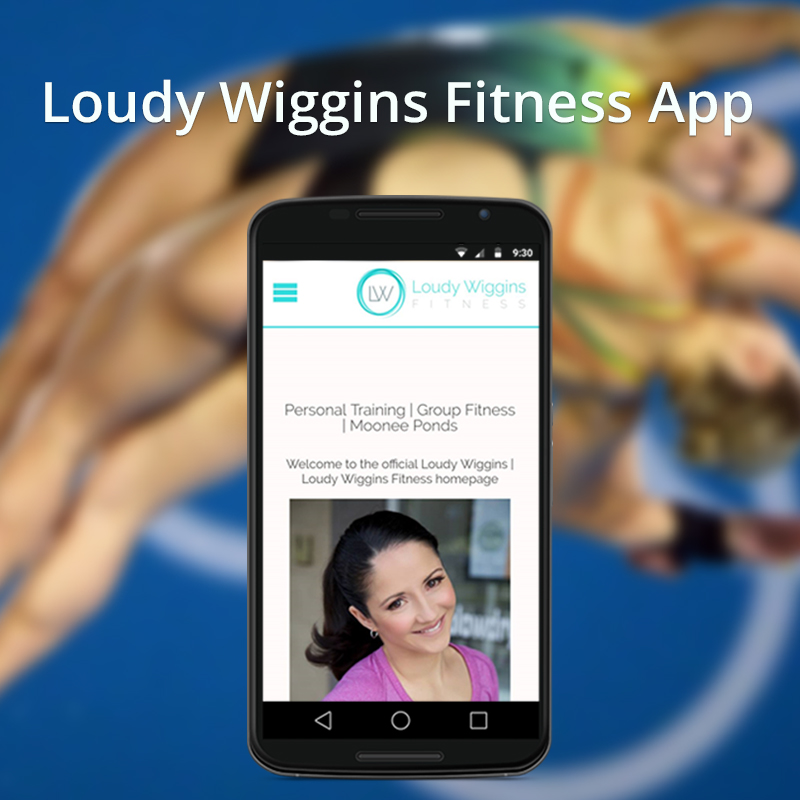 Loudy Wiggins Fitness App
9:30
LW
Loudy Wiggins
FITNESS
Personal Training | Group Fitness
| Moonee Ponds
Welcome to the official Loudy Wiggins |
Loudy Wiggins Fitness homepage